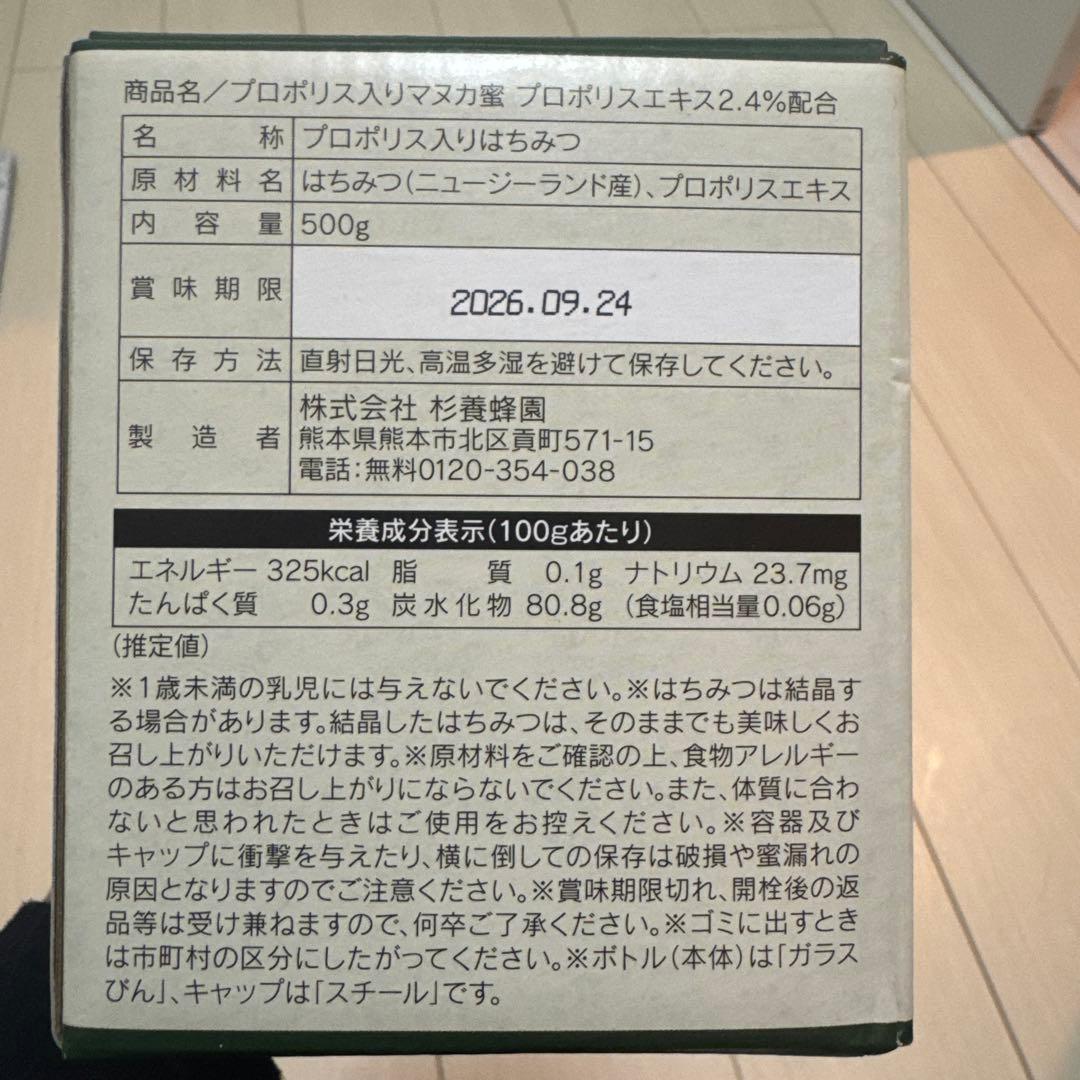 商品名／プロポリス入りマヌカ蜜 プロポリスエキス2.4%配合
名称 プロポリス入りはちみつ
原材料名 はちみつ(ニュージーランド産)、プロポリスエキス
内容量 500g
賞味期限 2026.09.24
保存方法 直射日光、高温多湿を避けて保存してください。
製造者 株式会社 杉養蜂園
熊本県熊本市北区貢町571-15
電話:無料0120-354-038
栄養成分表示(100gあたり)
エネルギー 325kcal 脂質 0.1g ナトリウム 23.7mg
たんぱく質 0.3g 炭水化物 80.8g (食塩相当量0.06g)
(推定値)
※1歳未満の乳児には与えないでください。※はちみつは結晶す
る場合があります。結晶したはちみつは、そのままでも美味しくお
召し上がりいただけます。※原材料をご確認の上、食物アレルギー
のある方はお召し上がりにならないでください。また、体質に合わ
ないと思われたときはご使用をお控えください。※容器及び
キャップに衝撃を与えたり、横に倒しての保存は破損や蜜漏れの
原因となりますのでご注意ください。※賞味期限切れ、開栓後の返
品等は受け兼ねますので、何卒ご了承ください。※ゴミに出すとき
は市町村の区分にしたがってください。※ボトル(本体)は「ガラス
びん」、キャップは「スチール」です。